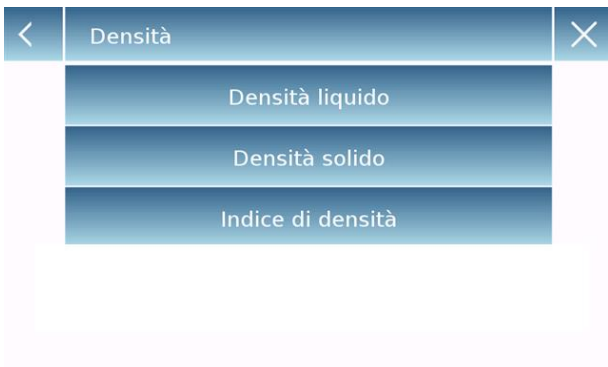 Densità
Densità liquido
Densità solido
Indice di densità